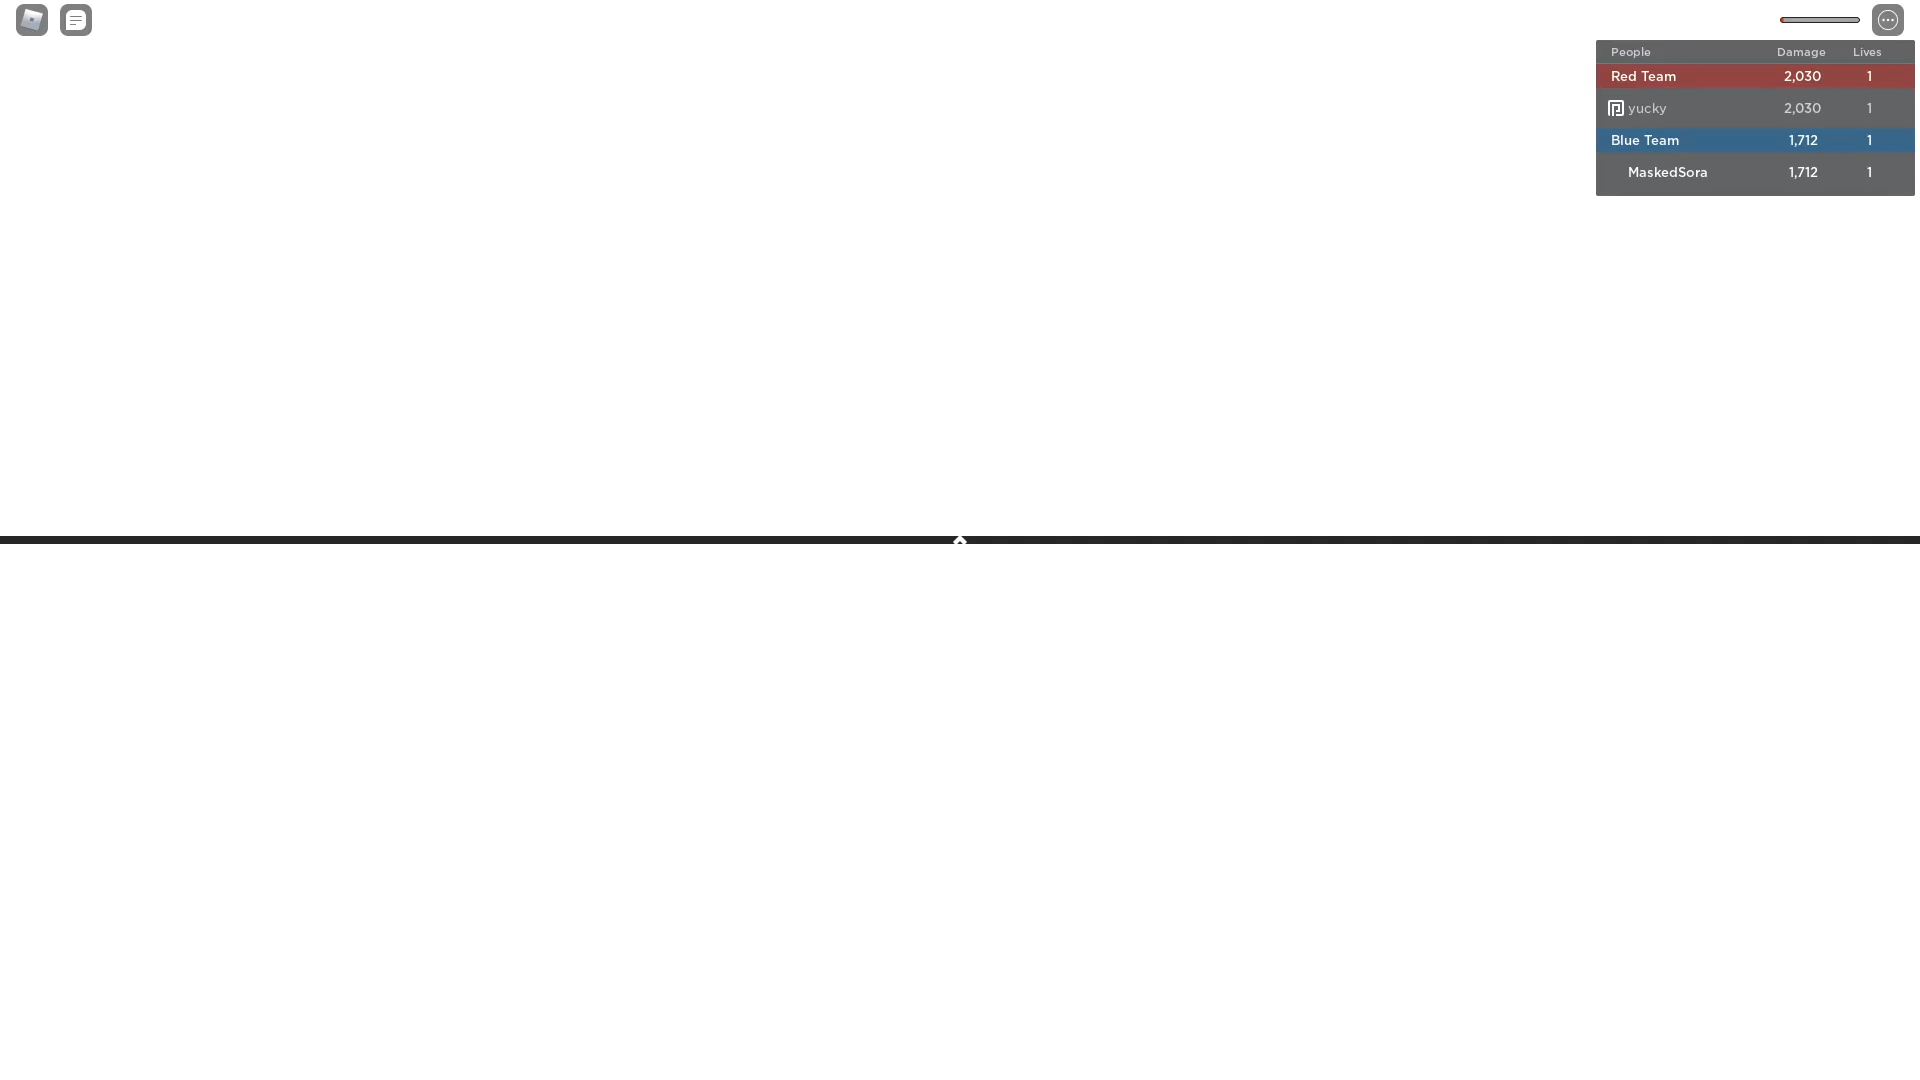 People Damage Lives
Red Team 2,030 1
yucky 2,030 1
Blue Team 1,712 1
MaskedSora 1,712 1